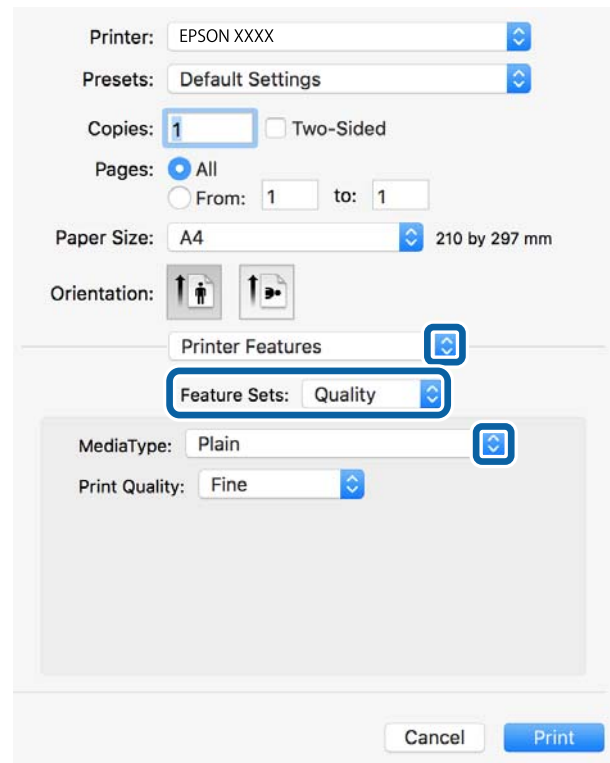 Printer: EPSON XXXX
Presets: Default Settings
Copies: 1 Two-Sided
Pages: All
From: 1 to: 1
Paper Size: A4 210 by 297 mm
Orientation:
Printer Features
Feature Sets: Quality
MediaType: Plain
Print Quality: Fine
Cancel Print